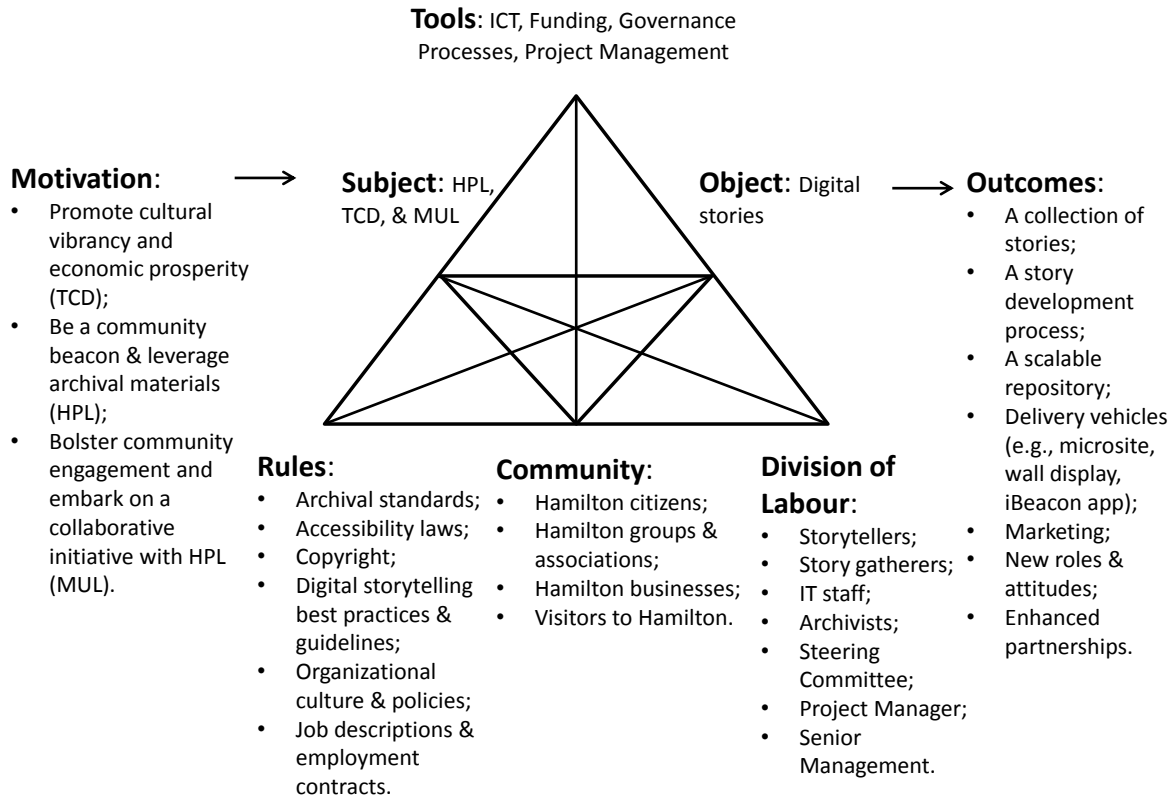 Tools: ICT, Funding, Governance
Processes, Project Management
Motivation:
• Promote cultural
vibrancy and
economic prosperity
(TCD);
• Be a community
beacon & leverage
archival materials
(HPL);
• Bolster community
engagement and
embark on a
collaborative
initiative with HPL
(MUL).
Subject: HPL,
TCD, & MUL
Object: Digital
stories
Outcomes:
• A collection of
stories;
• A story
development
process;
• A scalable
repository;
• Delivery vehicles
(e.g., microsite,
wall display,
iBeacon app);
• Marketing;
• New roles &
attitudes;
• Enhanced
partnerships.
Rules:
• Archival standards;
• Accessibility laws;
• Copyright;
• Digital storytelling
best practices &
guidelines;
• Organizational
culture & policies;
• Job descriptions &
employment
contracts.
Community:
• Hamilton citizens;
• Hamilton groups &
associations;
• Hamilton businesses;
• Visitors to Hamilton.
Division of
Labour:
• Storytellers;
• Story gatherers;
• IT staff;
• Archivists;
• Steering
Committee;
• Project Manager;
• Senior
Management.